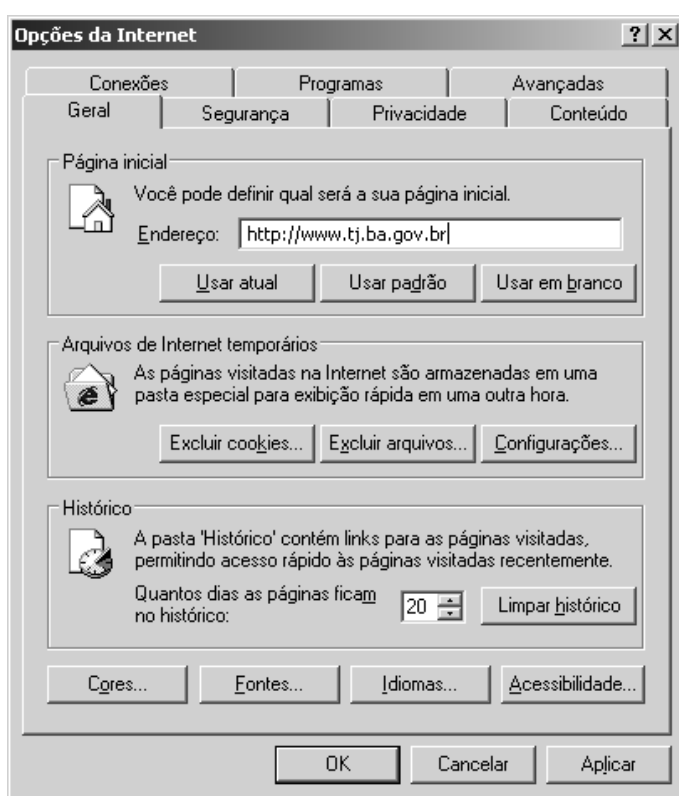 Opções da Internet
Conexões Programas Avançadas
Geral Segurança Privacidade Conteúdo
Página inicial
Você pode definir qual será a sua página inicial.
Endereço: http://www.tj.ba.gov.br
Usar atual Usar padrão Usar em branco
Arquivos de Internet temporários
As páginas visitadas na Internet são armazenadas em uma
pasta especial para exibição rápida em uma outra hora.
Excluir cookies... Excluir arquivos... Configurações...
Histórico
A pasta 'Histórico' contém links para as páginas visitadas,
permitindo acesso rápido às páginas visitadas recentemente.
Quantos dias as páginas ficam
no histórico: 20 Limpar histórico
Cores... Fontes... Idiomas... Acessibilidade...
OK Cancelar Aplicar